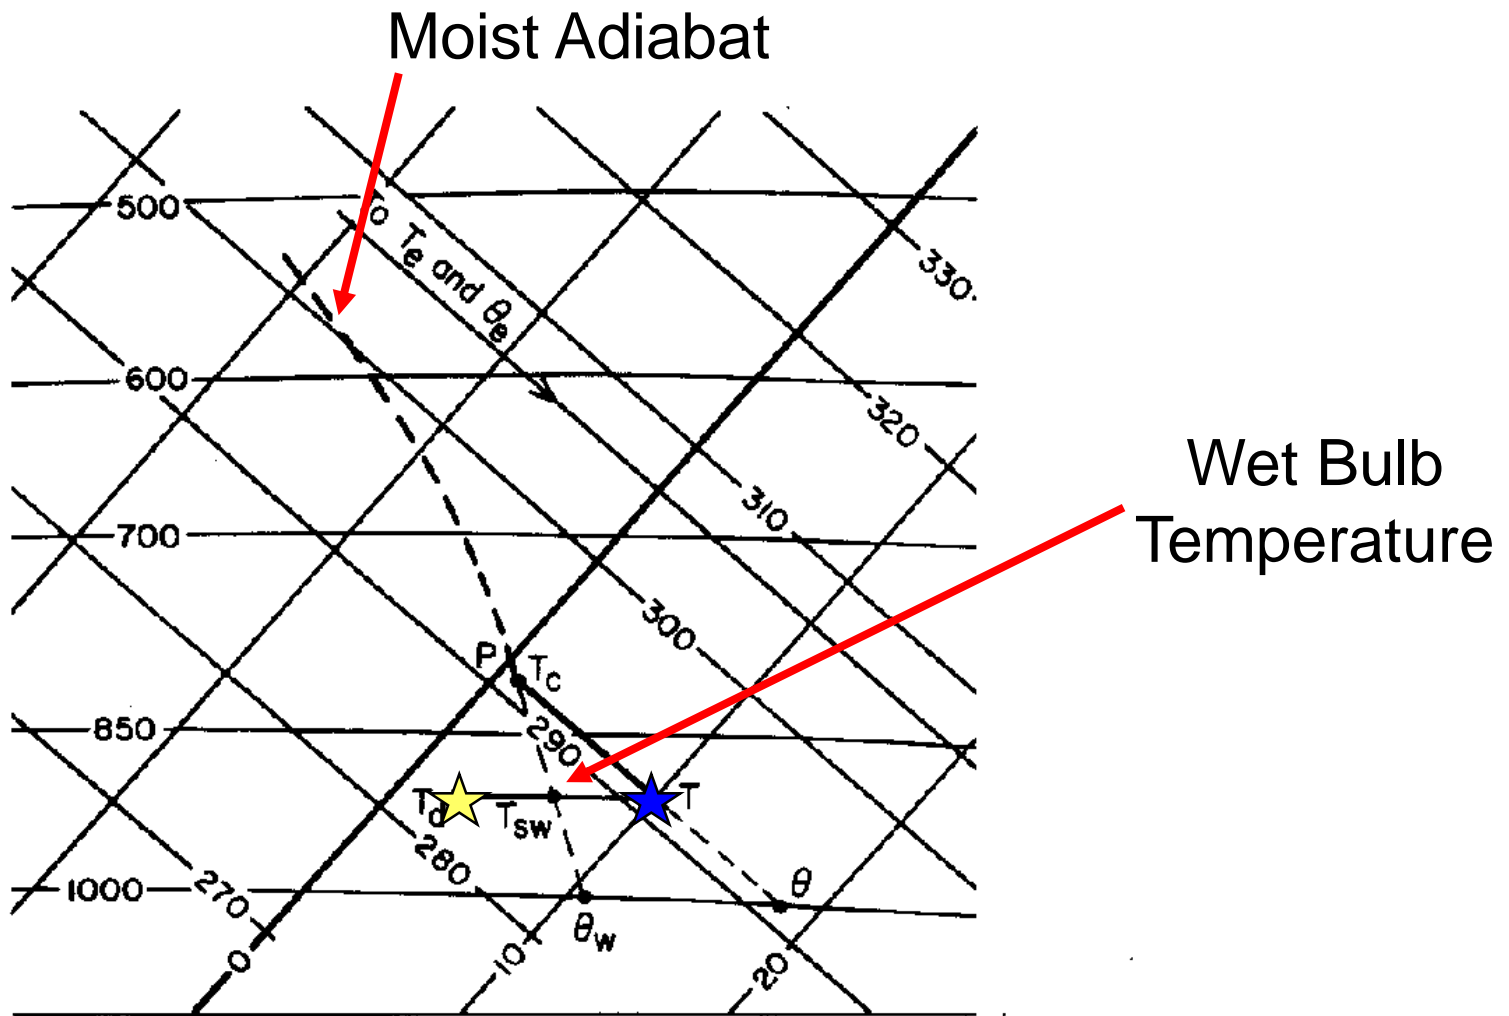 Moist Adiabat
500
To Te and θe
330
600
320
Wet Bulb
Temperature
310
700
300
P
Tc
850
290
Td
Tsw
T
280
1000
270
θ
θw
0
10
20